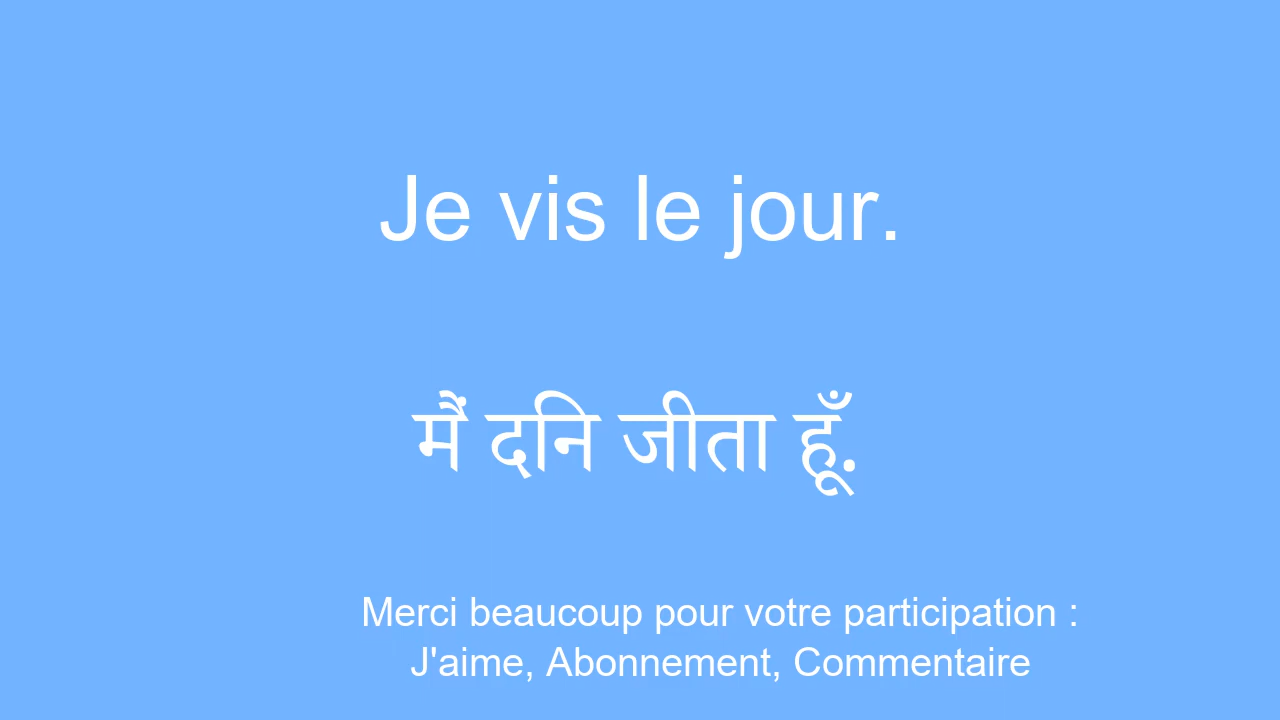 Je vis le jour.
मैं दनि जीता हूँ.
Merci beaucoup pour votre participation :
J'aime, Abonnement, Commentaire